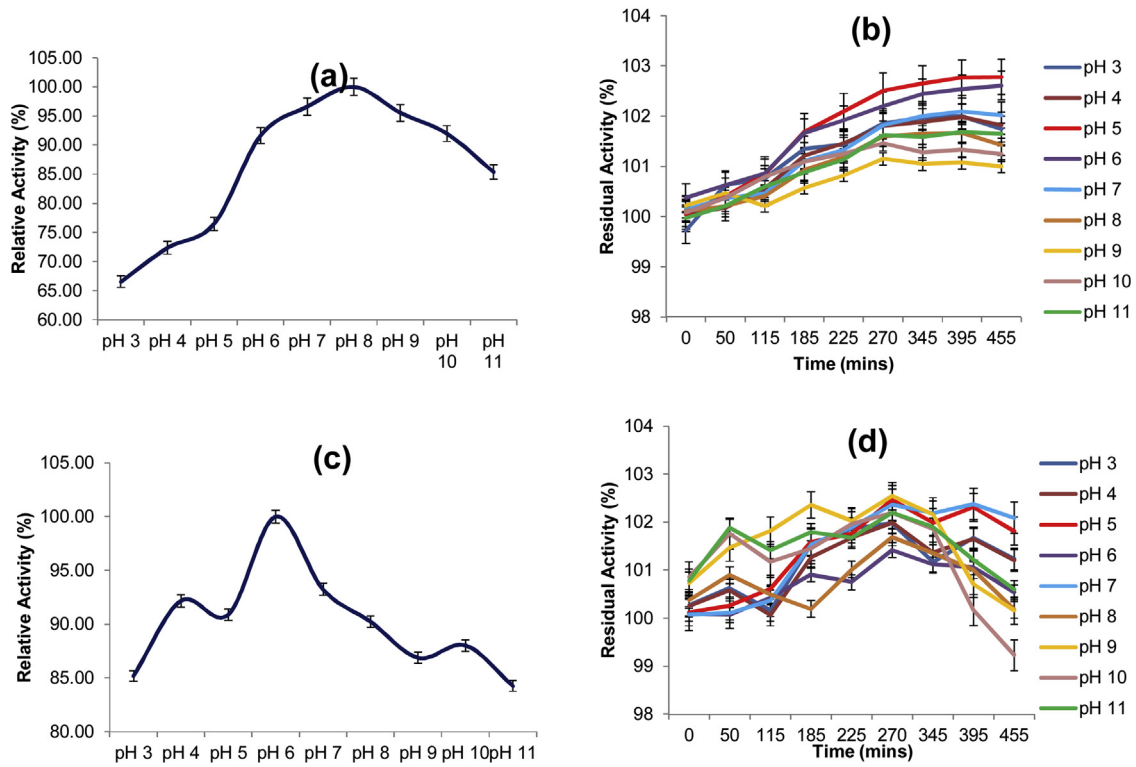 (a)
Relative Activity (%)
105.00
100.00
95.00
90.00
85.00
80.00
75.00
70.00
65.00
60.00
pH 3 pH 4 pH 5 pH 6 pH 7 pH 8 pH 9 pH 10 pH 11
(b)
Residual Activity (%)
104
103
102
101
100
99
98
0 50 115 185 225 270 345 395 455
Time (mins)
pH 3
pH 4
pH 5
pH 6
pH 7
pH 8
pH 9
pH 10
pH 11
(c)
Relative Activity (%)
105.00
100.00
95.00
90.00
85.00
80.00
pH 3 pH 4 pH 5 pH 6 pH 7 pH 8 pH 9 pH 10 pH 11
(d)
Residual Activity (%)
104
103
102
101
100
99
98
0 50 115 185 225 270 345 395 455
Time (mins)
pH 3
pH 4
pH 5
pH 6
pH 7
pH 8
pH 9
pH 10
pH 11